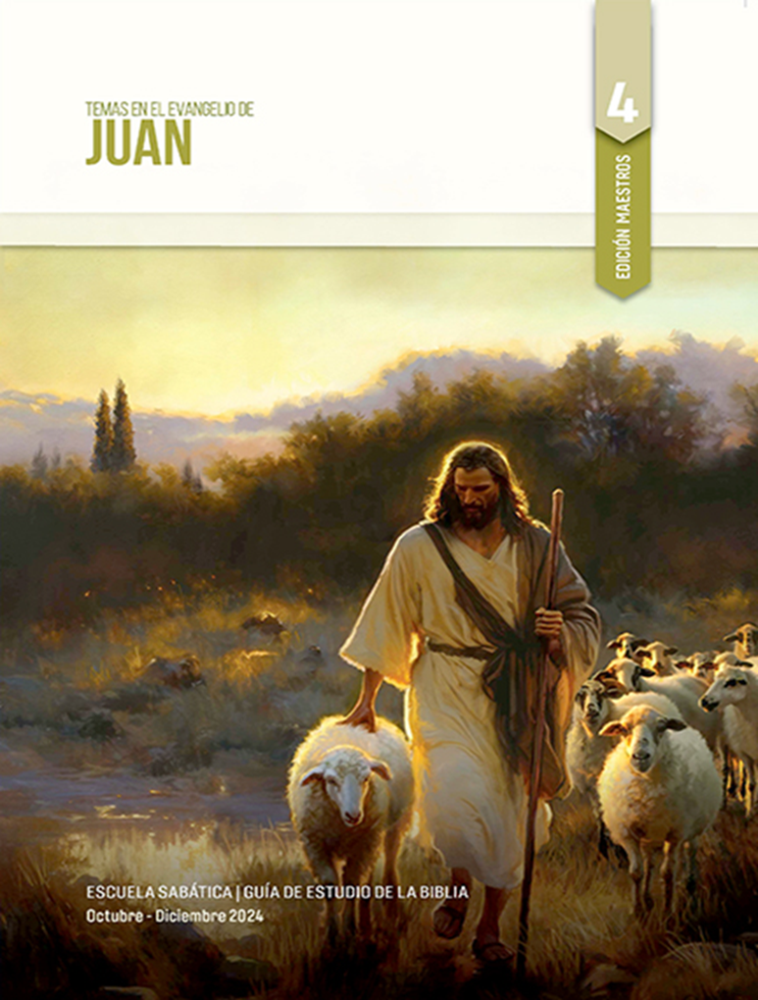 TEMAS EN EL EVANGELIO DE
JUAN
4
EDICIÓN MAESTROS
ESCUELA SABÁTICA | GUÍA DE ESTUDIO DE LA BIBLIA
Octubre - Diciembre 2024